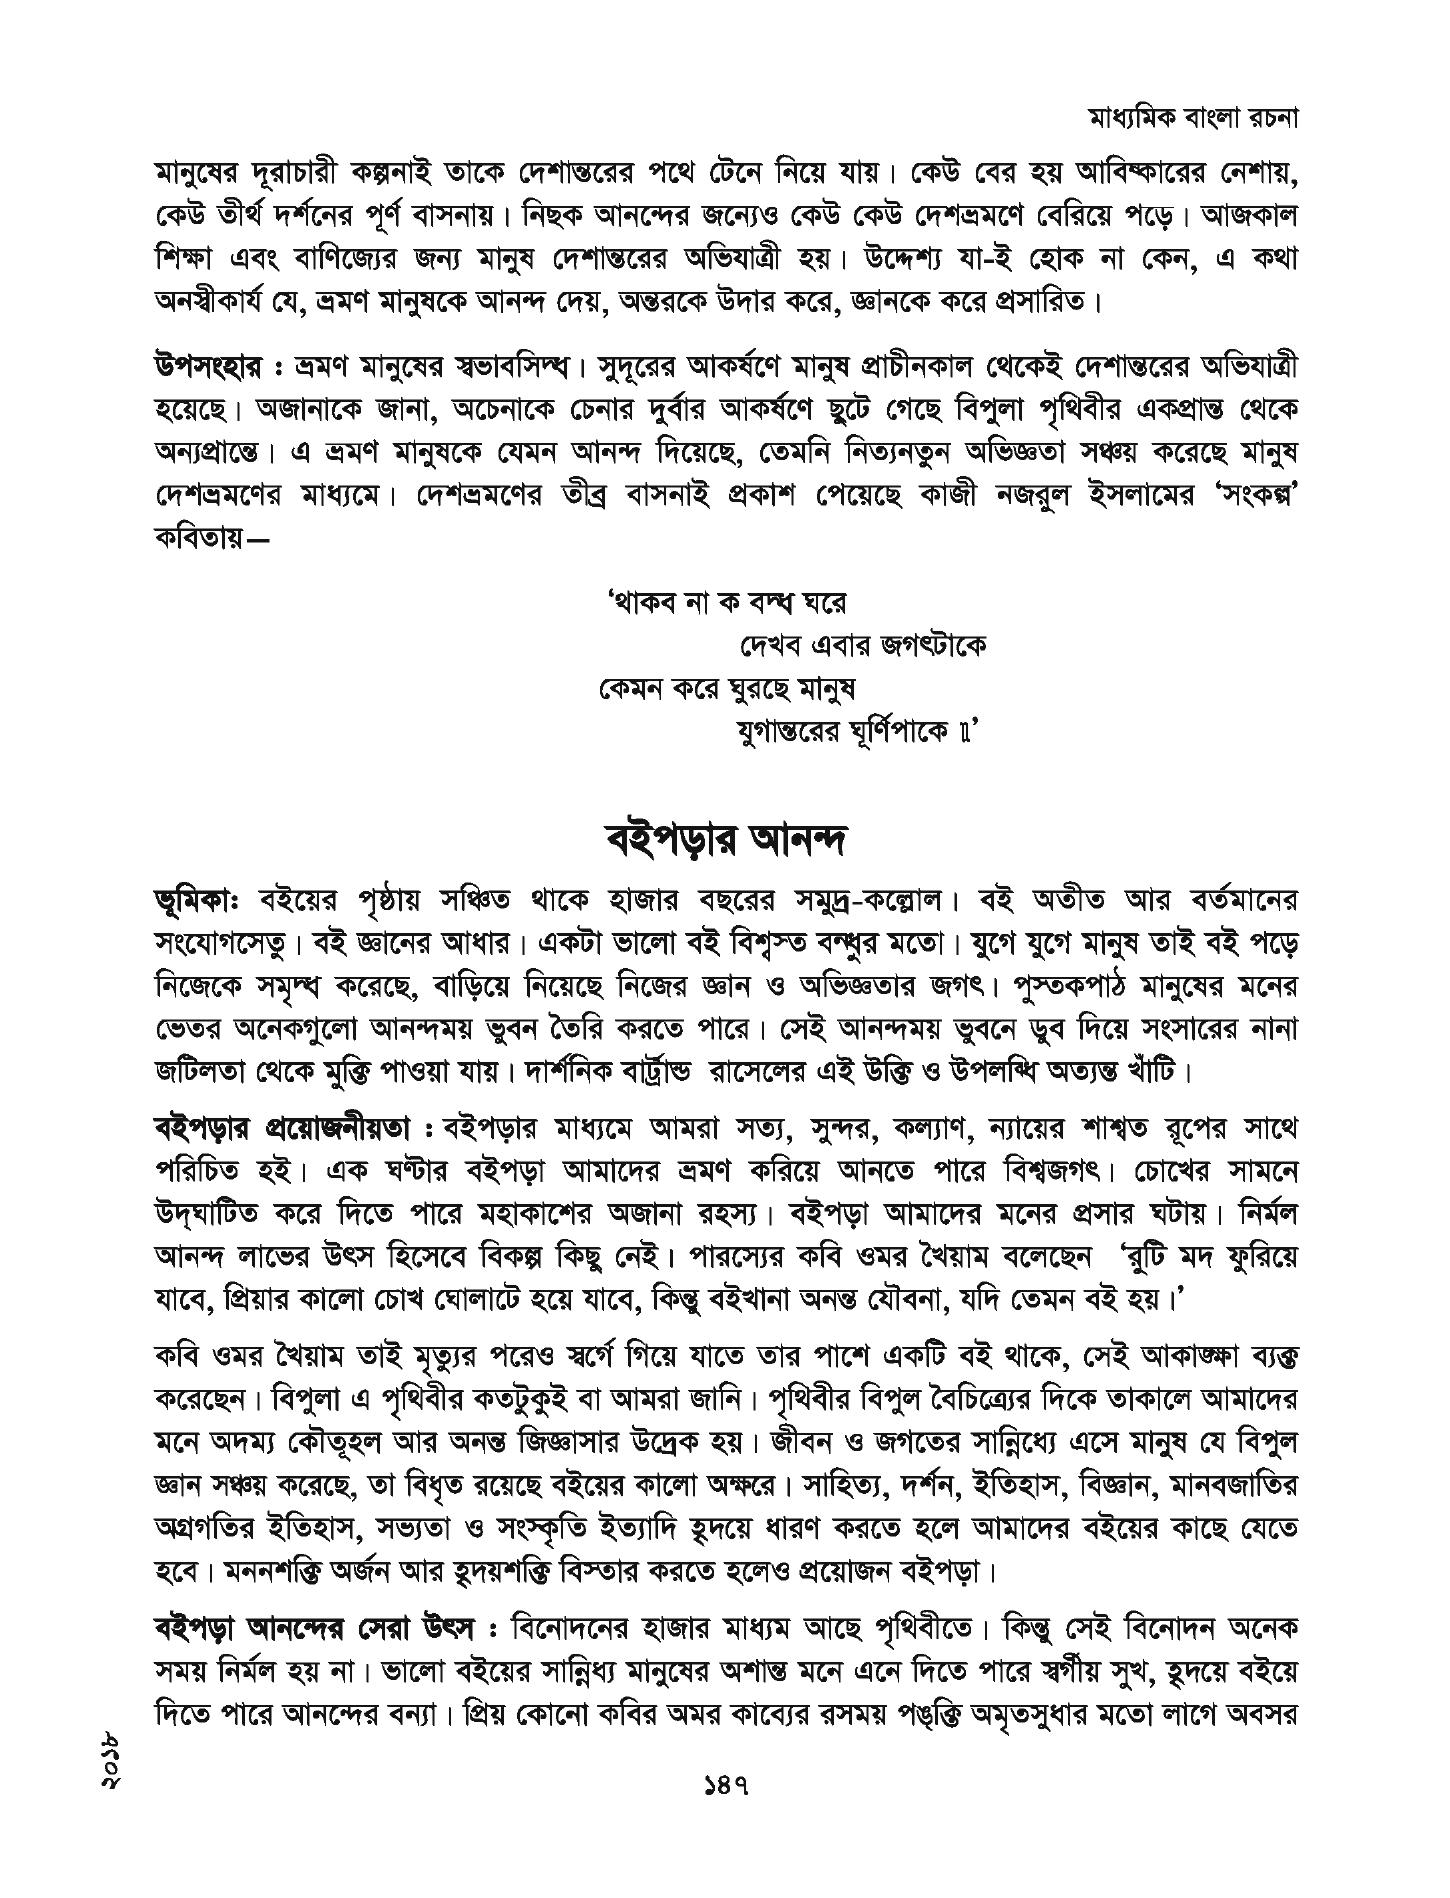 মাধ্যমিক বাংলা রচনা
মানুষের দূরাচারী কল্পনাই তাকে দেশান্তরের পথে টেনে নিয়ে যায়। কেউ বের হয় আবিষ্কারের নেশায়,
কেউ তীর্থ দর্শনের পূর্ণ বাসনায়। নিছক আনন্দের জন্যেও কেউ কেউ দেশভ্রমণে বেরিয়ে পড়ে। আজকাল
শিক্ষা এবং বাণিজ্যের জন্য মানুষ দেশান্তরের অভিযাত্রী হয়। উদ্দেশ্য যা-ই হোক না কেন, এ কথা
অনস্বীকার্য যে, ভ্রমণ মানুষকে আনন্দ দেয়, অন্তরকে উদার করে, জ্ঞানকে করে প্রসারিত।
উপসংহার : ভ্রমণ মানুষের স্বভাবসিদ্ধ। সুদূরের আকর্ষণে মানুষ প্রাচীনকাল থেকেই দেশান্তরের অভিযাত্রী
হয়েছে। অজানাকে জানা, অচেনাকে চেনার দুর্বার আকর্ষণে ছুটে গেছে বিপুলা পৃথিবীর একপ্রান্ত থেকে
অন্যপ্রান্তে। এ ভ্রমণ মানুষকে যেমন আনন্দ দিয়েছে, তেমনি নিত্যনতুন অভিজ্ঞতা সঞ্চয় করেছে মানুষ
দেশভ্রমণের মাধ্যমে। দেশভ্রমণের তীব্র বাসনাই প্রকাশ পেয়েছে কাজী নজরুল ইসলামের ‘সংকল্প’
কবিতায়—
‘থাকব না ক বদ্ধ ঘরে
দেখব এবার জগৎটাকে
কেমন করে ঘুরছে মানুষ
যুগান্তরের ঘূর্ণিপাকে ॥’
বইপড়ার আনন্দ
ভূমিকা: বইয়ের পৃষ্ঠায় সঞ্চিত থাকে হাজার বছরের সমুদ্র-কল্লোল। বই অতীত আর বর্তমানের
সংযোগসেতু। বই জ্ঞানের আধার। একটা ভালো বই বিশ্বস্ত বন্ধুর মতো। যুগে যুগে মানুষ তাই বই পড়ে
নিজেকে সমৃদ্ধ করেছে, বাড়িয়ে নিয়েছে নিজের জ্ঞান ও অভিজ্ঞতার জগৎ। পুস্তকপাঠ মানুষের মনের
ভেতর অনেকগুলো আনন্দময় ভুবন তৈরি করতে পারে। সেই আনন্দময় ভুবনে ডুব দিয়ে সংসারের নানা
জটিলতা থেকে মুক্তি পাওয়া যায়। দার্শনিক বার্ট্রান্ড রাসেলের এই উক্তি ও উপলব্ধি অত্যন্ত খাঁটি।
বইপড়ার প্রয়োজনীয়তা : বইপড়ার মাধ্যমে আমরা সত্য, সুন্দর, কল্যাণ, ন্যায়ের শাশ্বত রূপের সাথে
পরিচিত হই। এক ঘণ্টার বইপড়া আমাদের ভ্রমণ করিয়ে আনতে পারে বিশ্বজগৎ। চোখের সামনে
উদ্‌ঘাটিত করে দিতে পারে মহাকাশের অজানা রহস্য। বইপড়া আমাদের মনের প্রসার ঘটায়। নির্মল
আনন্দ লাভের উৎস হিসেবে বিকল্প কিছু নেই। পারস্যের কবি ওমর খৈয়াম বলেছেন ‘রুটি মদ ফুরিয়ে
যাবে, প্রিয়ার কালো চোখ ঘোলাটে হয়ে যাবে, কিন্তু বইখানা অনন্ত যৌবনা, যদি তেমন বই হয়।’
কবি ওমর খৈয়াম তাই মৃত্যুর পরেও স্বর্গে গিয়ে যাতে তার পাশে একটি বই থাকে, সেই আকাঙ্ক্ষা ব্যক্ত
করেছেন। বিপুলা এ পৃথিবীর কতটুকুই বা আমরা জানি। পৃথিবীর বিপুল বৈচিত্র্যের দিকে তাকালে আমাদের
মনে অদম্য কৌতূহল আর অনন্ত জিজ্ঞাসার উদ্রেক হয়। জীবন ও জগতের সান্নিধ্যে এসে মানুষ যে বিপুল
জ্ঞান সঞ্চয় করেছে, তা বিধৃত রয়েছে বইয়ের কালো অক্ষরে। সাহিত্য, দর্শন, ইতিহাস, বিজ্ঞান, মানবজাতির
অগ্রগতির ইতিহাস, সভ্যতা ও সংস্কৃতি ইত্যাদি হৃদয়ে ধারণ করতে হলে আমাদের বইয়ের কাছে যেতে
হবে। মননশক্তি অর্জন আর হৃদয়শক্তি বিস্তার করতে হলেও প্রয়োজন বইপড়া।
বইপড়া আনন্দের সেরা উৎস : বিনোদনের হাজার মাধ্যম আছে পৃথিবীতে। কিন্তু সেই বিনোদন অনেক
সময় নির্মল হয় না। ভালো বইয়ের সান্নিধ্য মানুষের অশান্ত মনে এনে দিতে পারে স্বর্গীয় সুখ, হৃদয়ে বইয়ে
দিতে পারে আনন্দের বন্যা। প্রিয় কোনো কবির অমর কাব্যের রসময় পঙ্‌ক্তি অমৃতসুধার মতো লাগে অবসর
২০১৮
১৪৭